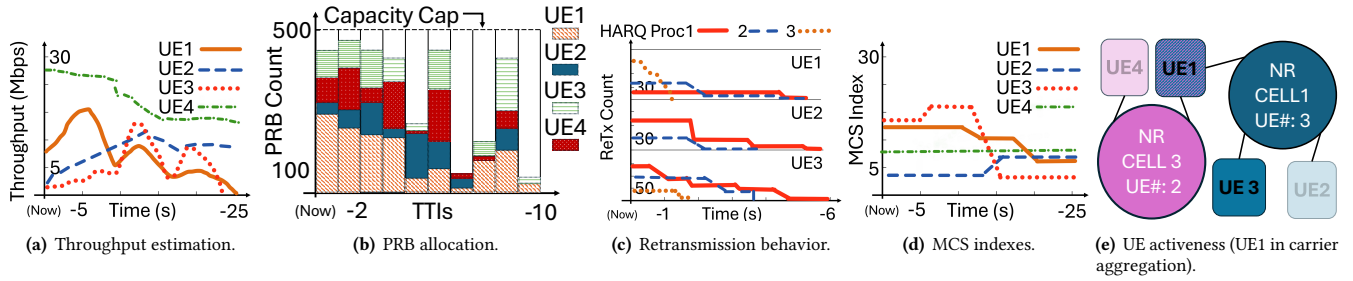 Throughput (Mbps)
30
5
UE1
UE2
UE3
UE4
(Now)
-5
Time (s)
-25
(a) Throughput estimation.
Capacity Cap
PRB Count
500
100
UE1
UE2
UE3
UE4
(Now)
-2
TTIs
-10
(b) PRB allocation.
HARQ Proc1
2
3
ReTx Count
UE1
30
UE2
30
UE3
50
(Now)
-1
Time (s)
-6
(c) Retransmission behavior.
MCS Index
30
5
UE1
UE2
UE3
UE4
(Now)
-5
Time (s)
-25
(d) MCS indexes.
UE4
UE1
NR
CELL1
UE#: 3
NR
CELL 3
UE#: 2
UE 3
UE2
(e) UE activeness (UE1 in carrier
aggregation).